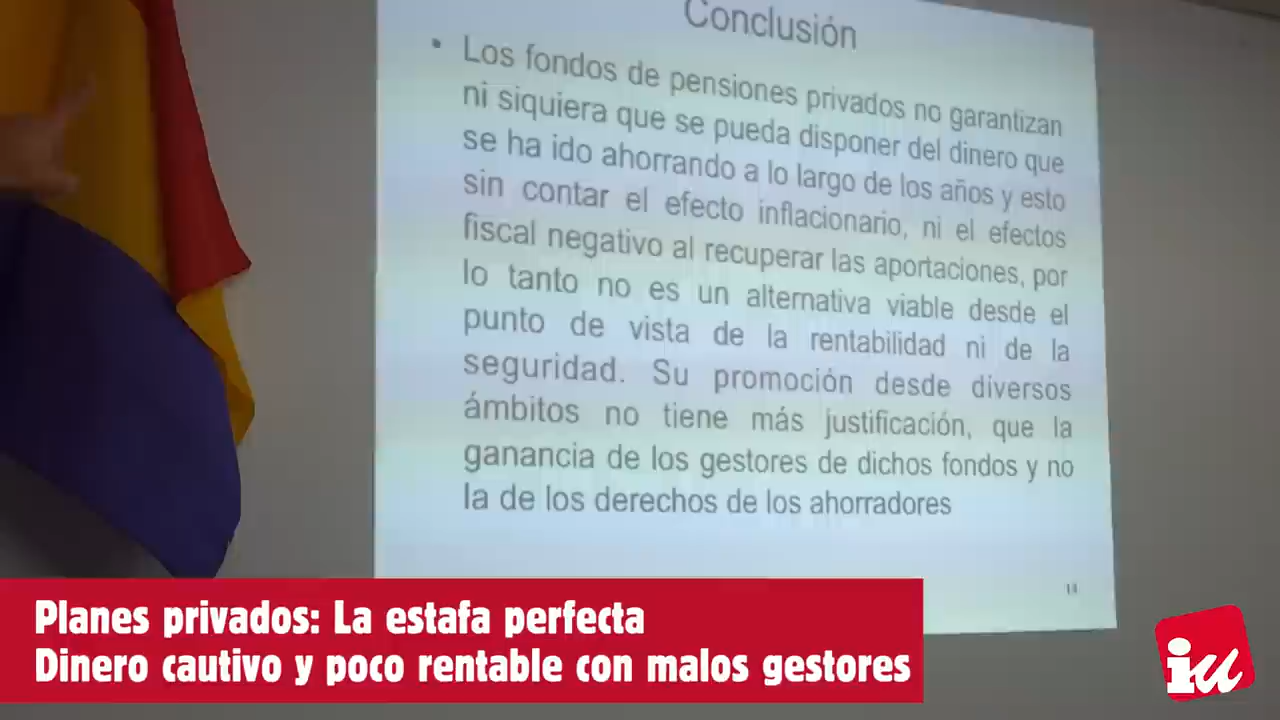 Conclusión
• Los fondos de pensiones privados no garantizan
ni siquiera que se pueda disponer del dinero que
se ha ido ahorrando a lo largo de los años y esto
sin contar el efecto inflacionario, ni el efectos
fiscal negativo al recuperar las aportaciones, por
lo tanto no es un alternativa viable desde el
punto de vista de la rentabilidad ni de la
seguridad. Su promoción desde diversos
ámbitos no tiene más justificación, que la
ganancia de los gestores de dichos fondos y no
la de los derechos de los ahorradores
Planes privados: La estafa perfecta
Dinero cautivo y poco rentable con malos gestores
iu